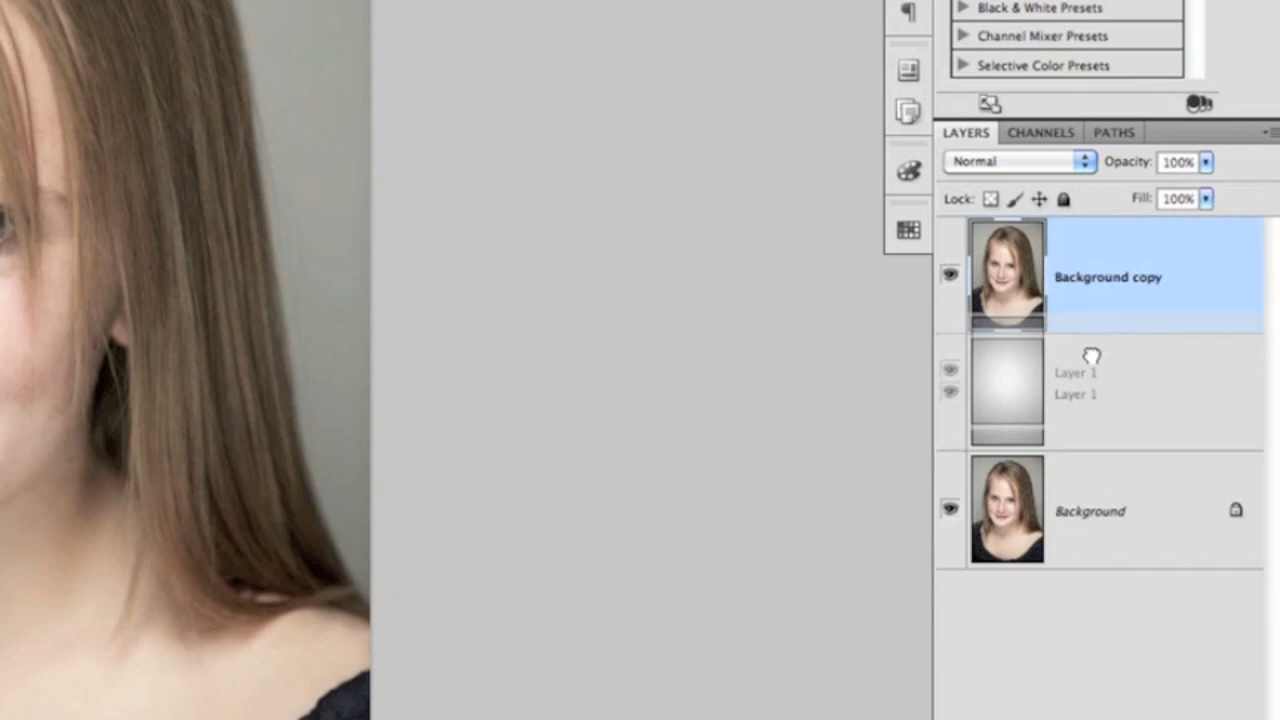 Black & White Presets
Channel Mixer Presets
Selective Color Presets
LAYERS CHANNELS PATHS
Normal Opacity: 100%
Lock: Fill: 100%
Background copy
Layer 1
Layer 1
Background